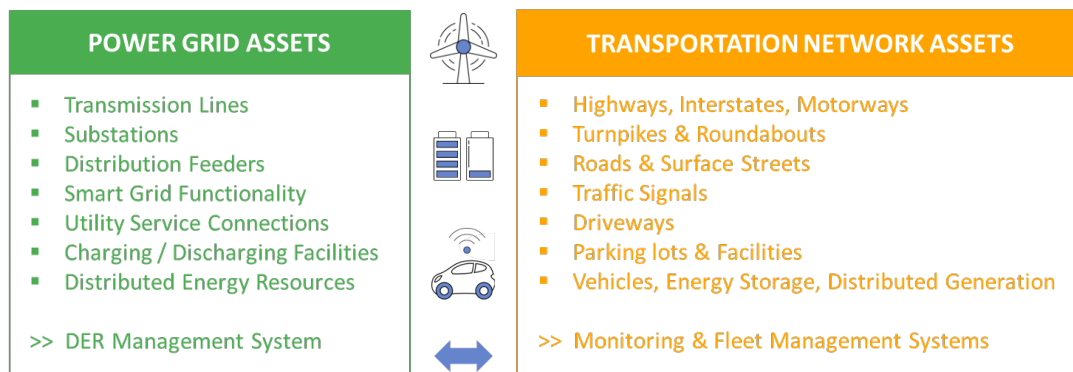 POWER GRID ASSETS
▪ Transmission Lines
▪ Substations
▪ Distribution Feeders
▪ Smart Grid Functionality
▪ Utility Service Connections
▪ Charging / Discharging Facilities
▪ Distributed Energy Resources
>> DER Management System
TRANSPORTATION NETWORK ASSETS
▪ Highways, Interstates, Motorways
▪ Turnpikes & Roundabouts
▪ Roads & Surface Streets
▪ Traffic Signals
▪ Driveways
▪ Parking lots & Facilities
▪ Vehicles, Energy Storage, Distributed Generation
>> Monitoring & Fleet Management Systems